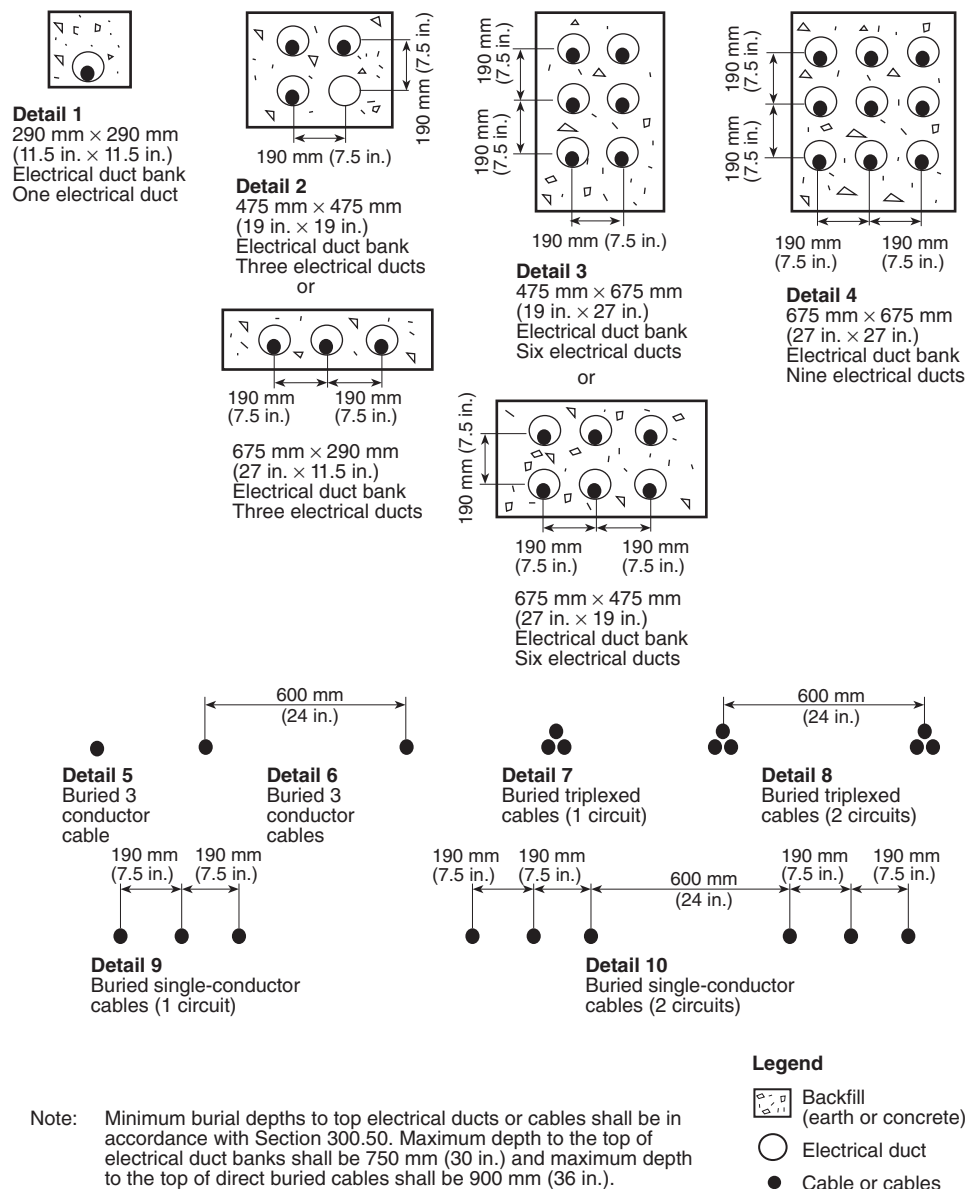 Detail 1
290 mm × 290 mm
(11.5 in. × 11.5 in.)
Electrical duct bank
One electrical duct
190 mm (7.5 in.)
190 mm (7.5 in.)
Detail 2
475 mm × 475 mm
(19 in. × 19 in.)
Electrical duct bank
Three electrical ducts
or
190 mm
(7.5 in.)
190 mm
(7.5 in.)
675 mm × 290 mm
(27 in. × 11.5 in.)
Electrical duct bank
Three electrical ducts
190 mm
(7.5 in.)
190 mm
(7.5 in.)
190 mm (7.5 in.)
Detail 3
475 mm × 675 mm
(19 in. × 27 in.)
Electrical duct bank
Six electrical ducts
or
190 mm (7.5 in.)
190 mm
(7.5 in.)
190 mm
(7.5 in.)
675 mm × 475 mm
(27 in. × 19 in.)
Electrical duct bank
Six electrical ducts
190 mm
(7.5 in.)
190 mm
(7.5 in.)
190 mm
(7.5 in.)
190 mm
(7.5 in.)
Detail 4
675 mm × 675 mm
(27 in. × 27 in.)
Electrical duct bank
Nine electrical ducts
Detail 5
Buried 3
conductor
cable
600 mm
(24 in.)
Detail 6
Buried 3
conductor
cables
Detail 7
Buried triplexed
cables (1 circuit)
600 mm
(24 in.)
Detail 8
Buried triplexed
cables (2 circuits)
190 mm
(7.5 in.)
190 mm
(7.5 in.)
Detail 9
Buried single-conductor
cables (1 circuit)
190 mm
(7.5 in.)
190 mm
(7.5 in.)
600 mm
(24 in.)
190 mm
(7.5 in.)
190 mm
(7.5 in.)
Detail 10
Buried single-conductor
cables (2 circuits)
Note: Minimum burial depths to top electrical ducts or cables shall be in
accordance with Section 300.50. Maximum depth to the top of
electrical duct banks shall be 750 mm (30 in.) and maximum depth
to the top of direct buried cables shall be 900 mm (36 in.).
Legend
Backfill
(earth or concrete)
Electrical duct
Cable or cables